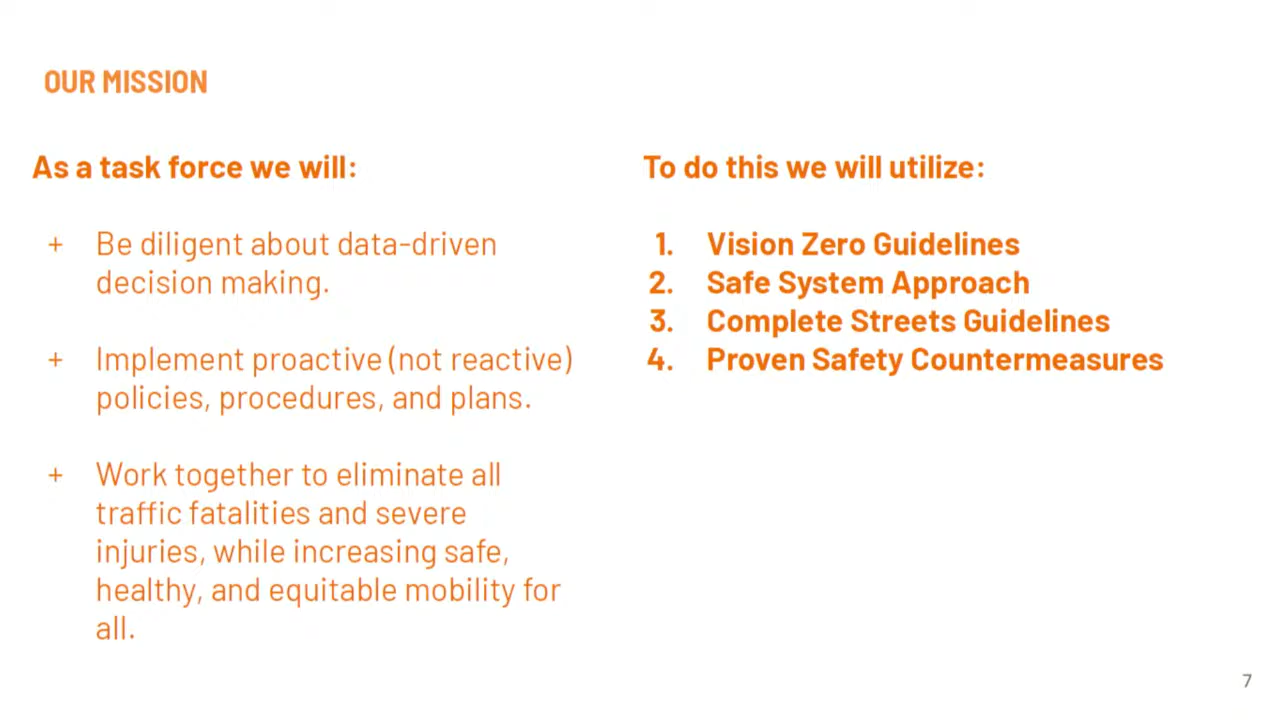 OUR MISSION
As a task force we will:
+ Be diligent about data-driven
decision making.
+ Implement proactive (not reactive)
policies, procedures, and plans.
+ Work together to eliminate all
traffic fatalities and severe
injuries, while increasing safe,
healthy, and equitable mobility for
all.
To do this we will utilize:
1. Vision Zero Guidelines
2. Safe System Approach
3. Complete Streets Guidelines
4. Proven Safety Countermeasures
7